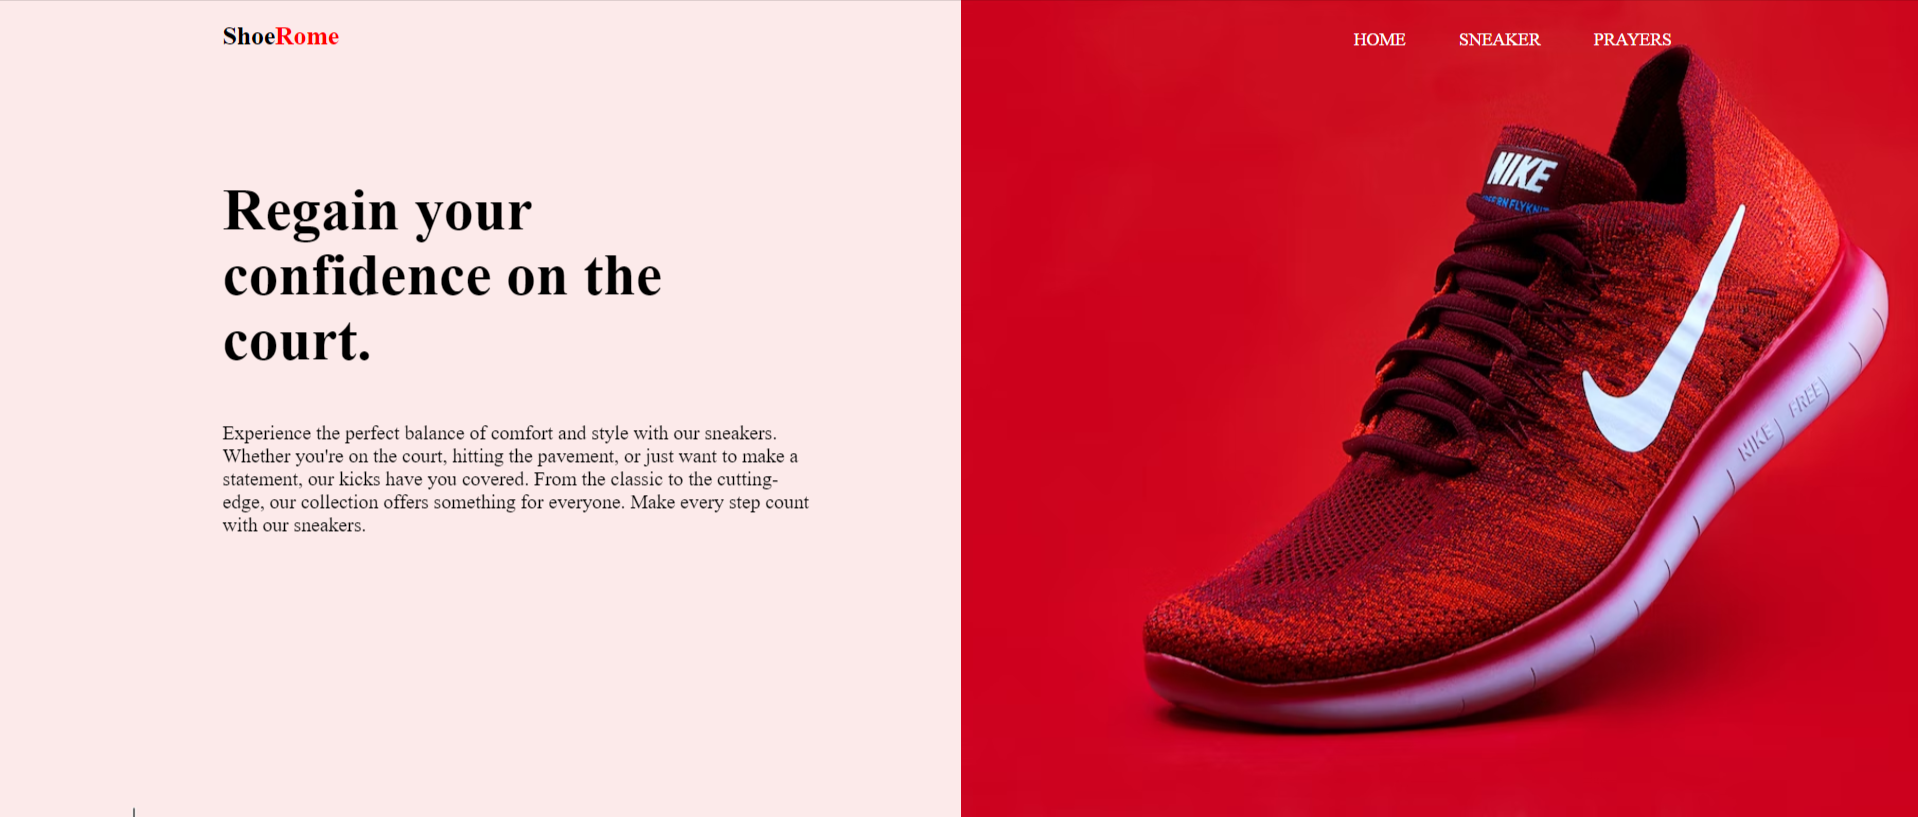 ShoeRome
HOME SNEAKER PRAYERS
Regain your
confidence on the
court.
Experience the perfect balance of comfort and style with our sneakers.
Whether you're on the court, hitting the pavement, or just want to make a
statement, our kicks have you covered. From the classic to the cutting-
edge, our collection offers something for everyone. Make every step count
with our sneakers.
NIKE
FLYKNIT
NIKE FREE